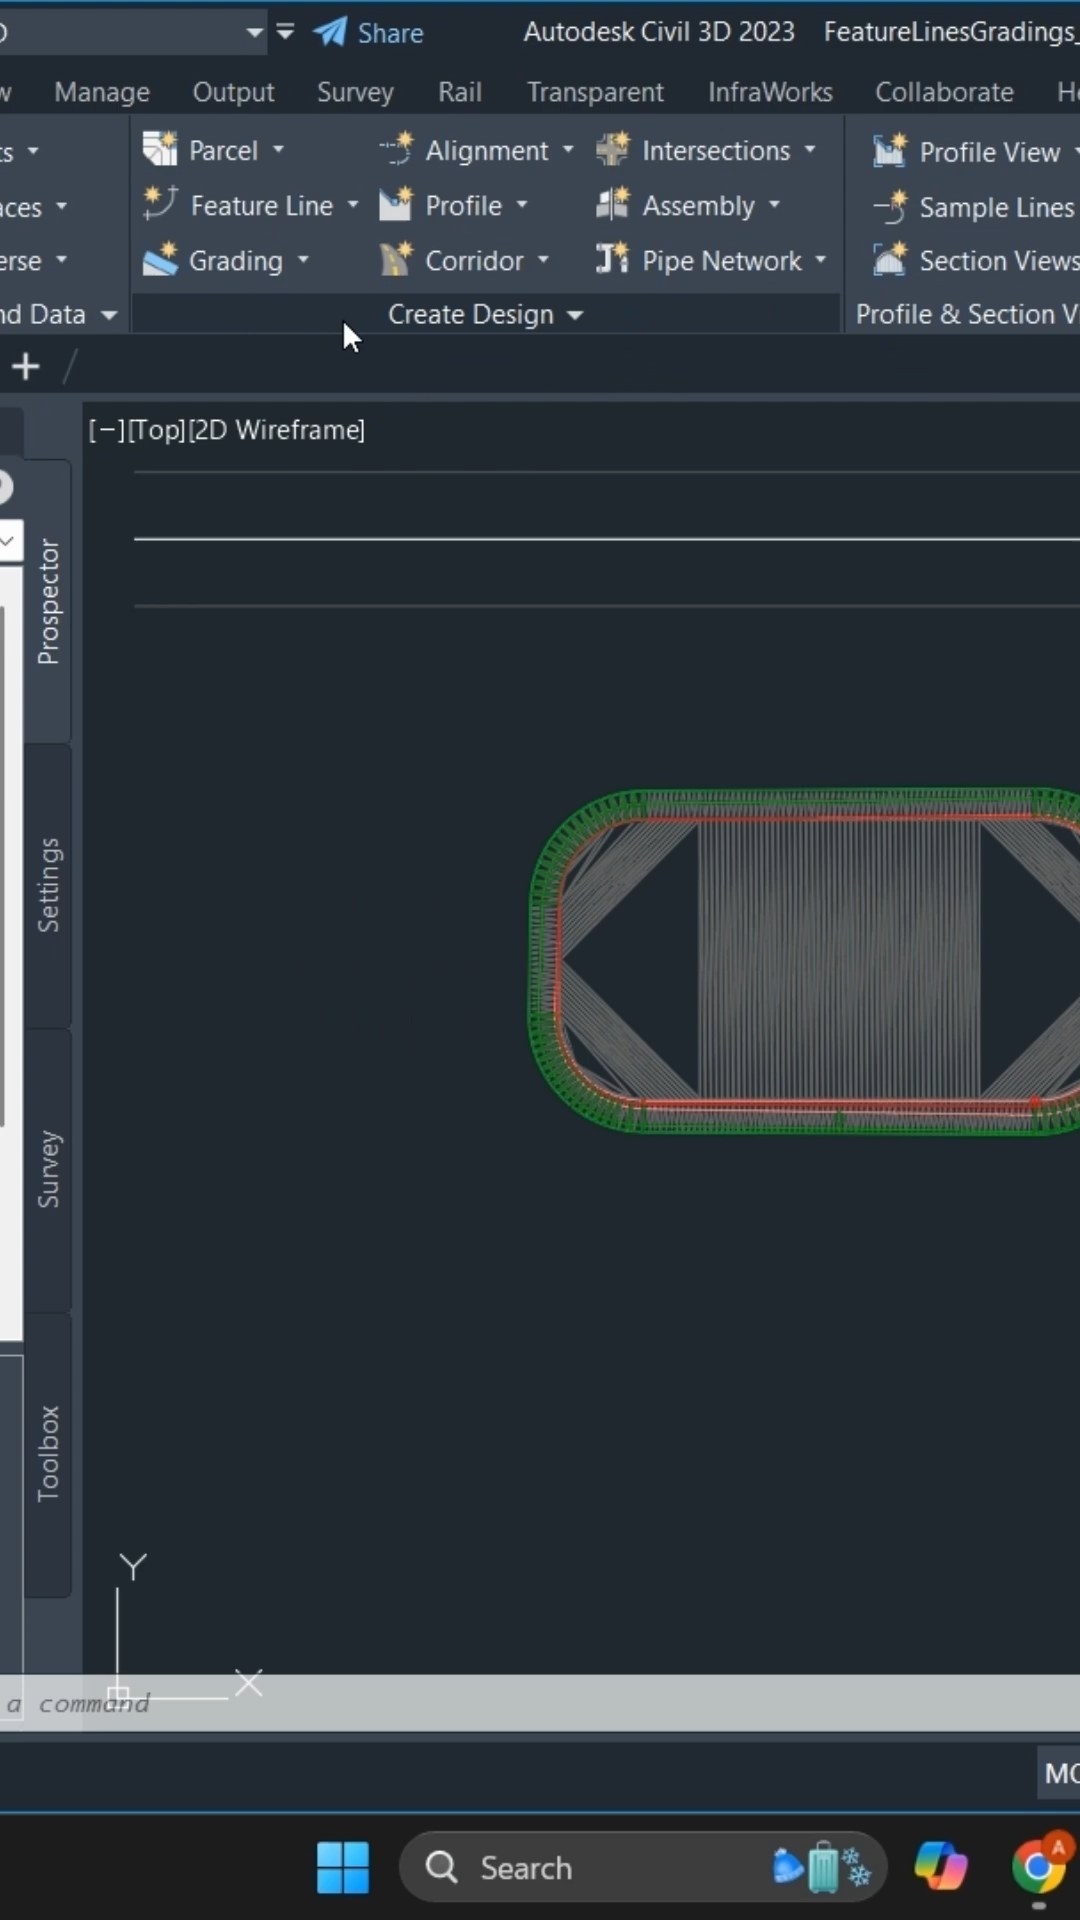 Share Autodesk Civil 3D 2023 FeatureLinesGradings_
Manage Output Survey Rail Transparent InfraWorks Collaborate
Parcel Alignment Intersections Profile View
Feature Line Profile Assembly Sample Lines
Grading Corridor Pipe Network Section Views
Data Create Design Profile & Section
+
[−][Top][2D Wireframe]
Prospector
Settings
Survey
Toolbox
Y
X
a command
Search
A